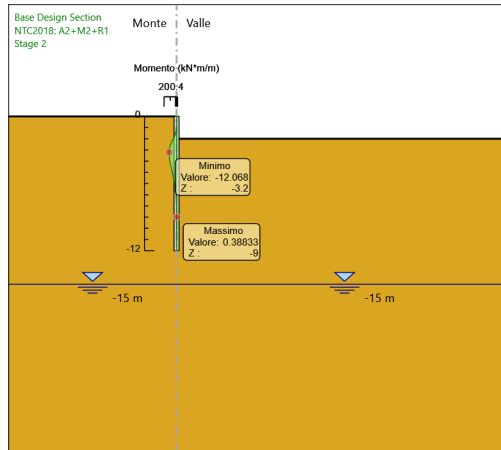 Base Design Section
NTC2018: A2+M2+R1
Stage 2
Monte
Valle
Momento (kN*m/m)
200.4
0
Minimo
Valore: -12.068
Z : -3.2
Massimo
Valore: 0.38833
Z : -9
-12
-15 m
-15 m